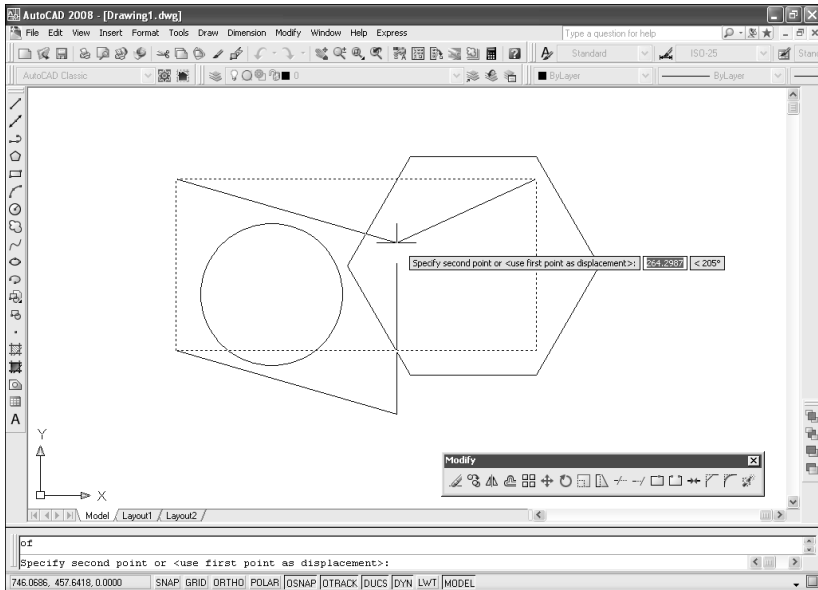 AutoCAD 2008 - [Drawing1.dwg]
File Edit View Insert Format Tools Draw Dimension Modify Window Help Express
Type a question for help
Standard
ISO-25
Stan
AutoCAD Classic
0
ByLayer
ByLayer
Specify second point or <use first point as displacement>: 264.2987 < 205°
A
Y
X
Modify
Model Layout1 Layout2
of
Specify second point or <use first point as displacement>:
746.0686, 457.6418, 0.0000 SNAP GRID ORTHO POLAR OSNAP OTRACK DUCS DYN LWT MODEL